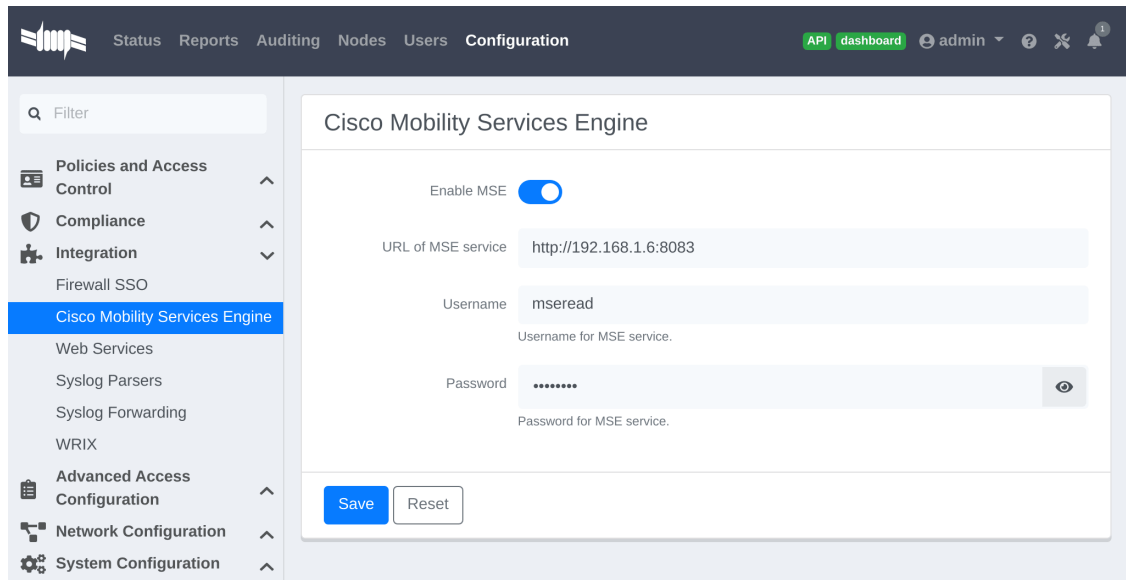 Status Reports Auditing Nodes Users Configuration API dashboard admin 1
Filter
Policies and Access
Control
Compliance
Integration
Firewall SSO
Cisco Mobility Services Engine
Web Services
Syslog Parsers
Syslog Forwarding
WRIX
Advanced Access
Configuration
Network Configuration
System Configuration
Cisco Mobility Services Engine
Enable MSE
URL of MSE service http://192.168.1.6:8083
Username mseread
Username for MSE service.
Password ••••••••
Password for MSE service.
Save Reset